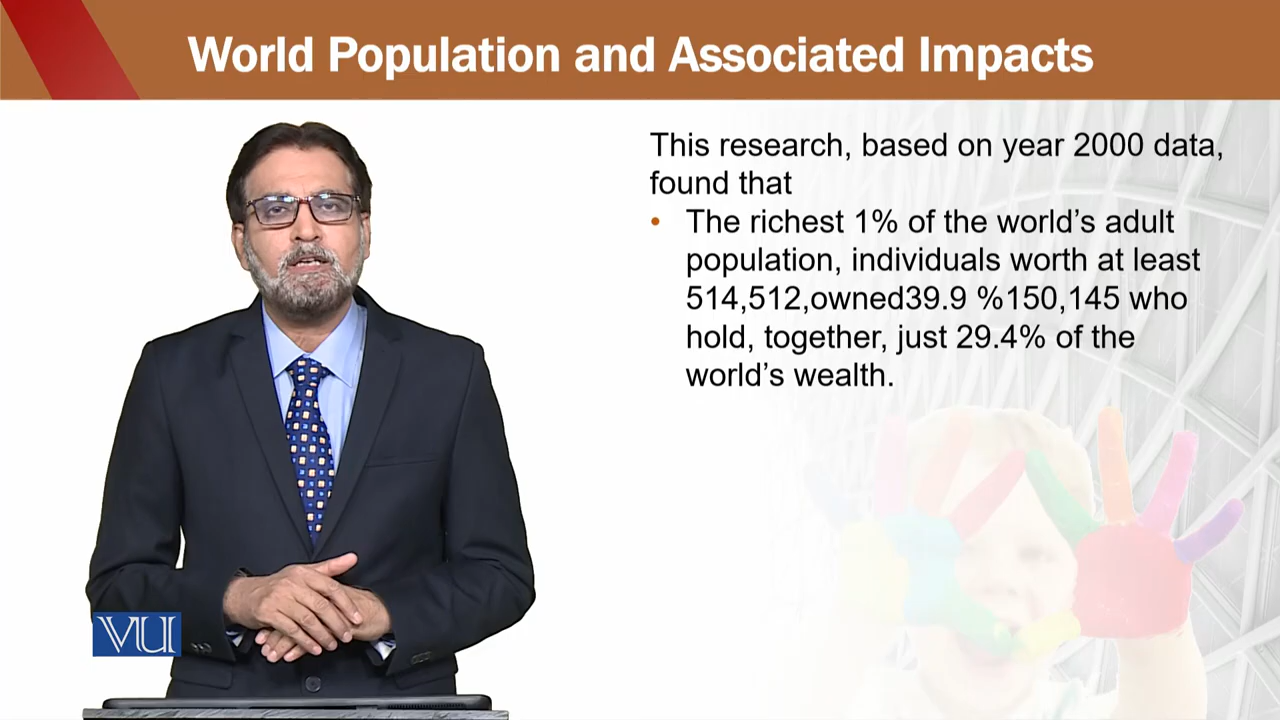 World Population and Associated Impacts
This research, based on year 2000 data,
found that
• The richest 1% of the world’s adult
population, individuals worth at least
514,512,owned39.9 %150,145 who
hold, together, just 29.4% of the
world’s wealth.
VU